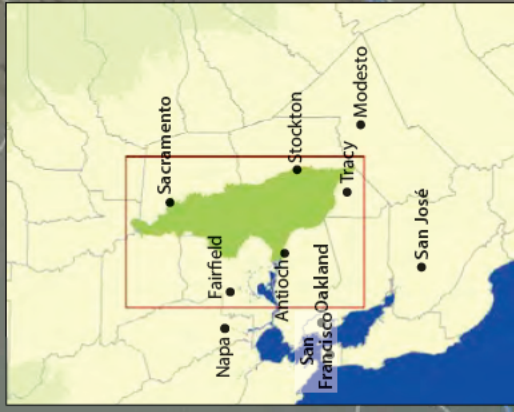 Sacramento
Fairfield
Napa
Antioch
Stockton
Tracy
Modesto
San
Francisco
Oakland
San José